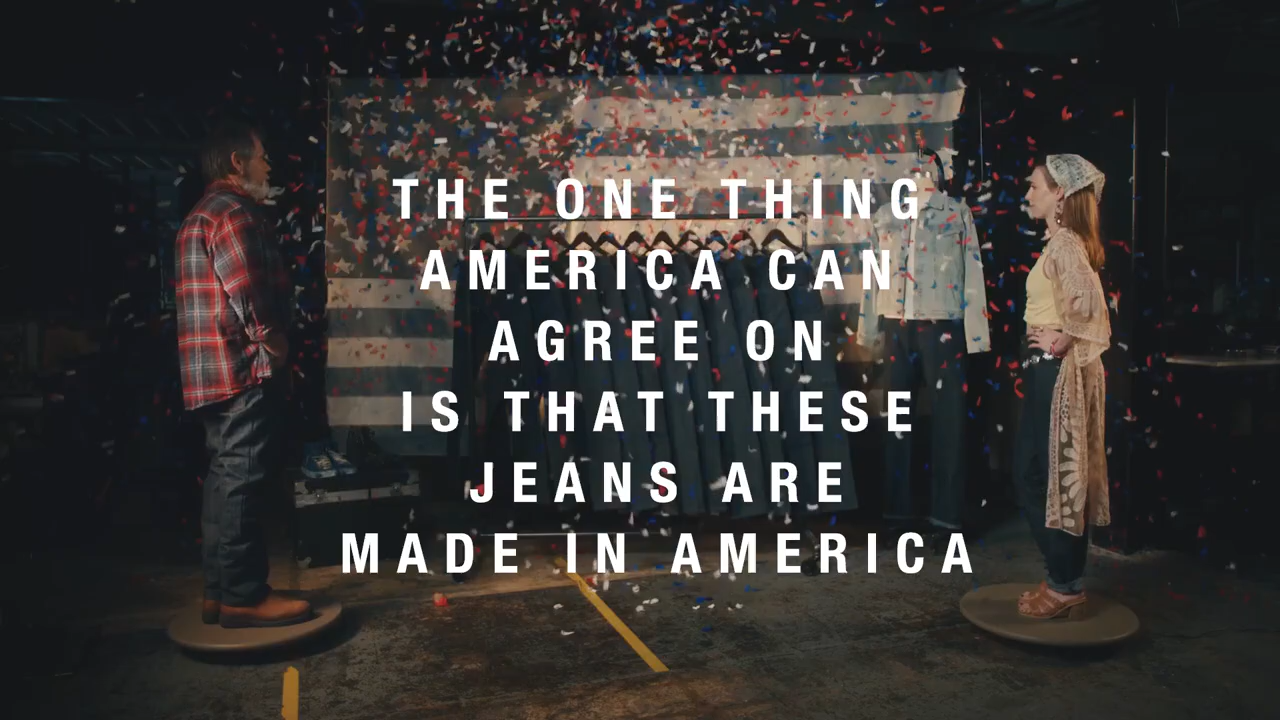 THE ONE THING
AMERICA CAN
AGREE ON
IS THAT THESE
JEANS ARE
MADE IN AMERICA